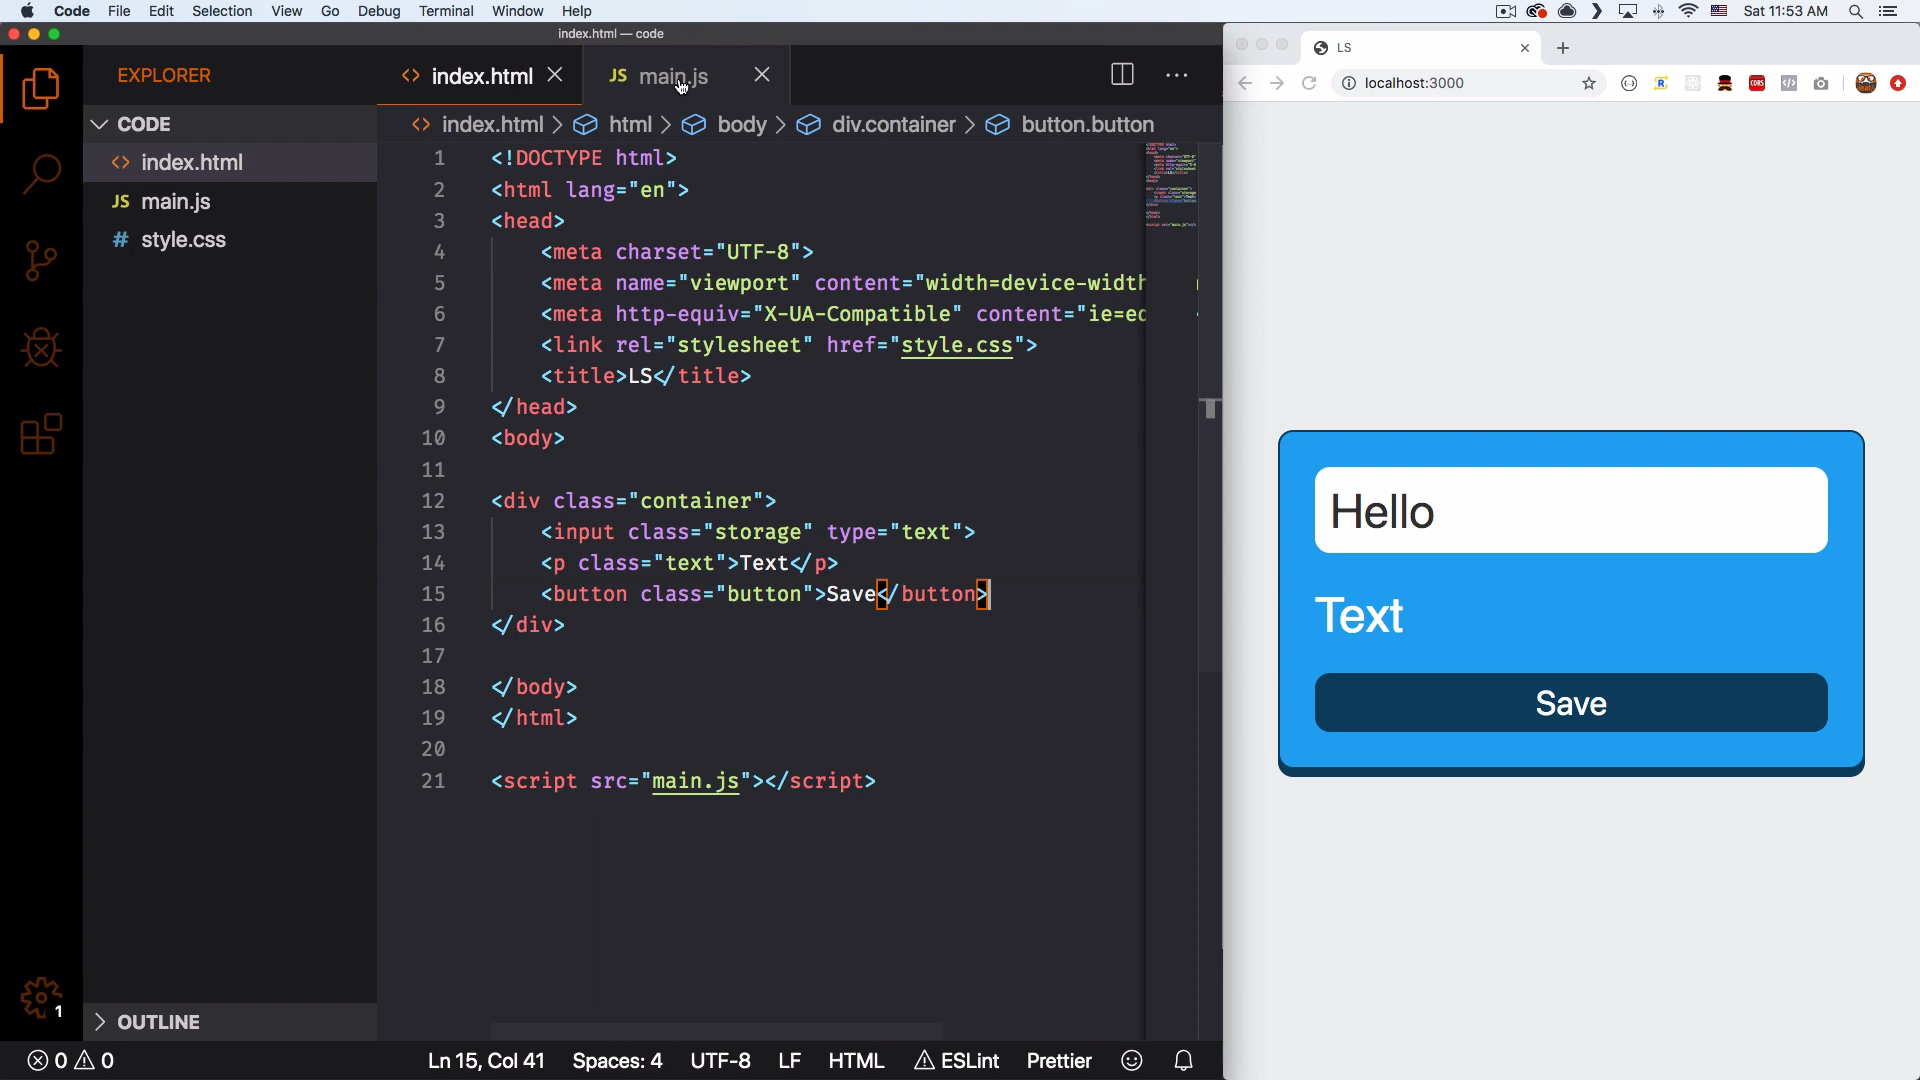 Code File Edit Selection View Go Debug Terminal Window Help
Sat 11:53 AM
index.html — code
EXPLORER
CODE
index.html
JS main.js
# style.css
OUTLINE
index.html
JS main.js
index.html > html > body > div.container > button.button
1 <!DOCTYPE html>
2 <html lang="en">
3 <head>
4 <meta charset="UTF-8">
5 <meta name="viewport" content="width=device-width
6 <meta http-equiv="X-UA-Compatible" content="ie=ed
7 <link rel="stylesheet" href="style.css">
8 <title>LS</title>
9 </head>
10 <body>
11
12 <div class="container">
13 <input class="storage" type="text">
14 <p class="text">Text</p>
15 <button class="button">Save</button>
16 </div>
17
18 </body>
19 </html>
20
21 <script src="main.js"></script>
1
0 0
Ln 15, Col 41 Spaces: 4 UTF-8 LF HTML ESLint Prettier
LS
localhost:3000
CORS
Hello
Text
Save